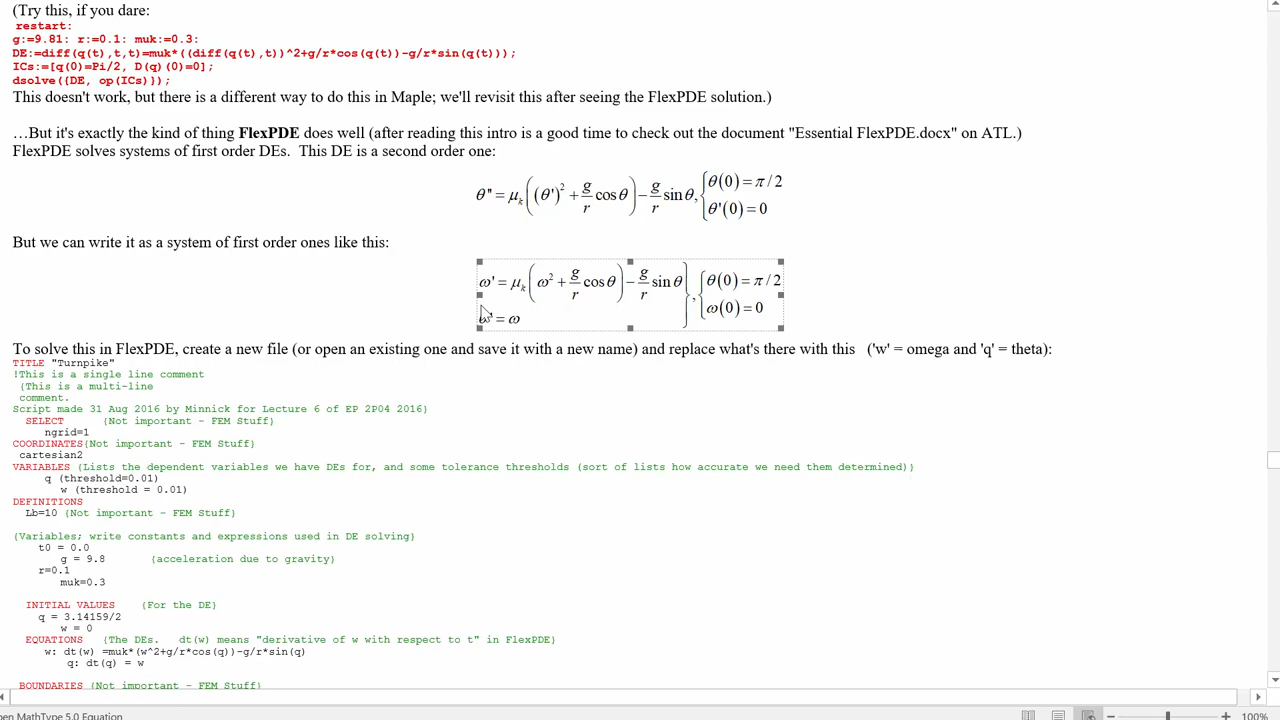 (Try this, if you dare:
restart:
g:=9.81: r:=0.1: muk:=0.3:
DE:=diff(q(t),t,t)=muk*((diff(q(t),t))^2+g/r*cos(q(t))-g/r*sin(q(t)));
ICs:=[q(0)=Pi/2, D(q)(0)=0];
dsolve({DE, op(ICs)});
This doesn't work, but there is a different way to do this in Maple; we'll revisit this after seeing the FlexPDE solution.)
…But it's exactly the kind of thing FlexPDE does well (after reading this intro is a good time to check out the document "Essential FlexPDE.docx" on ATL.)
FlexPDE solves systems of first order DEs. This DE is a second order one:
θ'' = μₖ((θ')² + g/r cosθ) − g/r sinθ, {θ(0) = π / 2
θ'(0) = 0
But we can write it as a system of first order ones like this:
ω' = μₖ(ω² + g/r cosθ) − g/r sinθ }, {θ(0) = π / 2
' = ω ω(0) = 0
To solve this in FlexPDE, create a new file (or open an existing one and save it with a new name) and replace what's there with this ('w' = omega and 'q' = theta):
TITLE "Turnpike"
!This is a single line comment
{This is a multi-line
comment.
Script made 31 Aug 2016 by Minnick for Lecture 6 of EP 2P04 2016}
SELECT {Not important - FEM Stuff}
ngrid=1
COORDINATES{Not important - FEM Stuff}
cartesian2
VARIABLES {Lists the dependent variables we have DEs for, and some tolerance thresholds (sort of lists how accurate we need them determined)}
q (threshold=0.01)
w (threshold = 0.01)
DEFINITIONS
Lb=10 {Not important - FEM Stuff}
{Variables; write constants and expressions used in DE solving}
t0 = 0.0
g = 9.8 {acceleration due to gravity}
r=0.1
muk=0.3
INITIAL VALUES {For the DE}
q = 3.14159/2
w = 0
EQUATIONS {The DEs. dt(w) means "derivative of w with respect to t" in FlexPDE}
w: dt(w) =muk*(w^2+g/r*cos(q))-g/r*sin(q)
q: dt(q) = w
BOUNDARIES {Not important - FEM Stuff}
pen MathType 5.0 Equation
100%